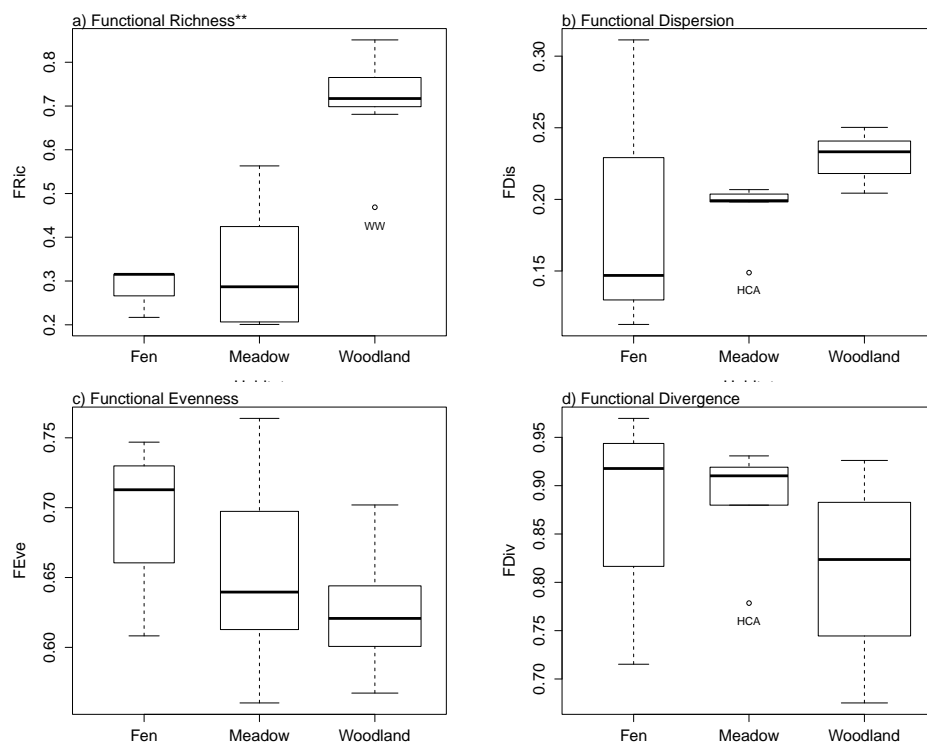 a) Functional Richness**
FRic
0.8
0.7
0.6
0.5
0.4
0.3
0.2
WW
Fen Meadow Woodland
b) Functional Dispersion
FDis
0.30
0.25
0.20
0.15
HCA
Fen Meadow Woodland
c) Functional Evenness
FEve
0.75
0.70
0.65
0.60
Fen Meadow Woodland
d) Functional Divergence
FDiv
0.95
0.90
0.85
0.80
0.75
0.70
HCA
Fen Meadow Woodland